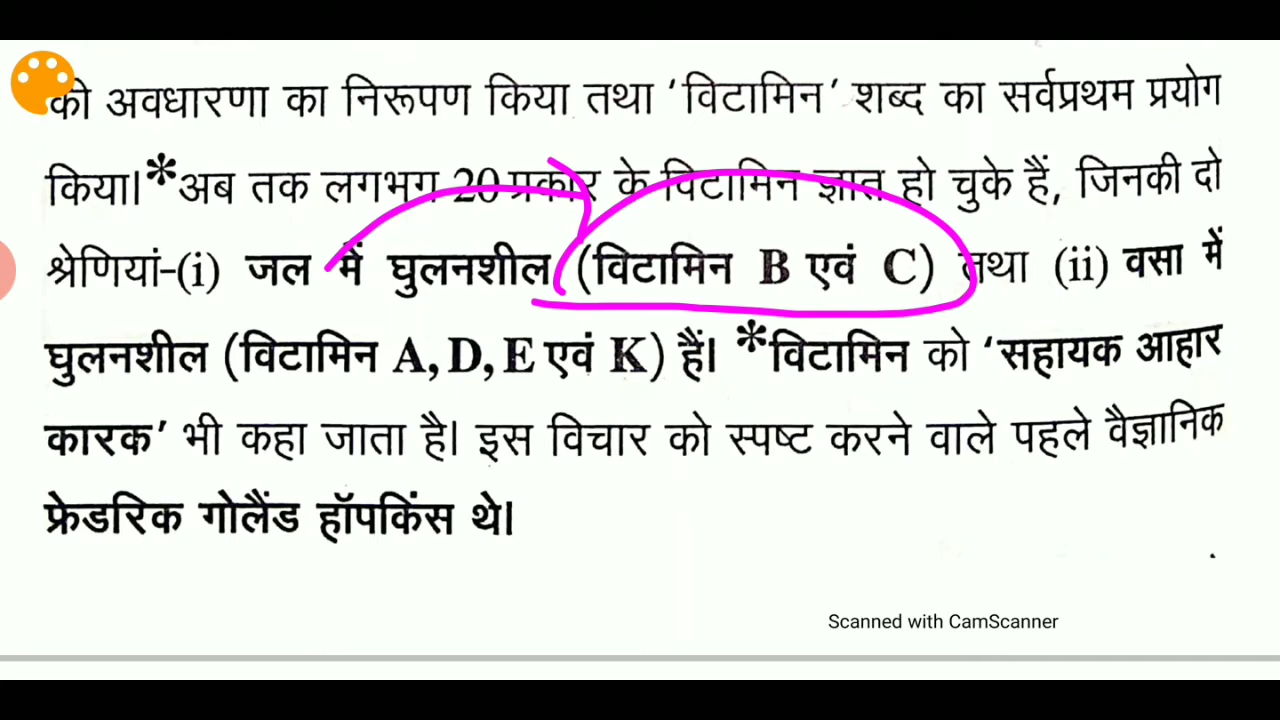 की अवधारणा का निरूपण किया तथा 'विटामिन' शब्द का सर्वप्रथम प्रयोग
किया। *अब तक लगभग 20 प्रकार के विटामिन ज्ञात हो चुके हैं, जिनकी दो
श्रेणियां-(i) जल में घुलनशील (विटामिन B एवं C) तथा (ii) वसा में
घुलनशील (विटामिन A, D, E एवं K) हैं। *विटामिन को 'सहायक आहार
कारक' भी कहा जाता है। इस विचार को स्पष्ट करने वाले पहले वैज्ञानिक
फ्रेडरिक गोलैंड हॉपकिंस थे।
Scanned with CamScanner